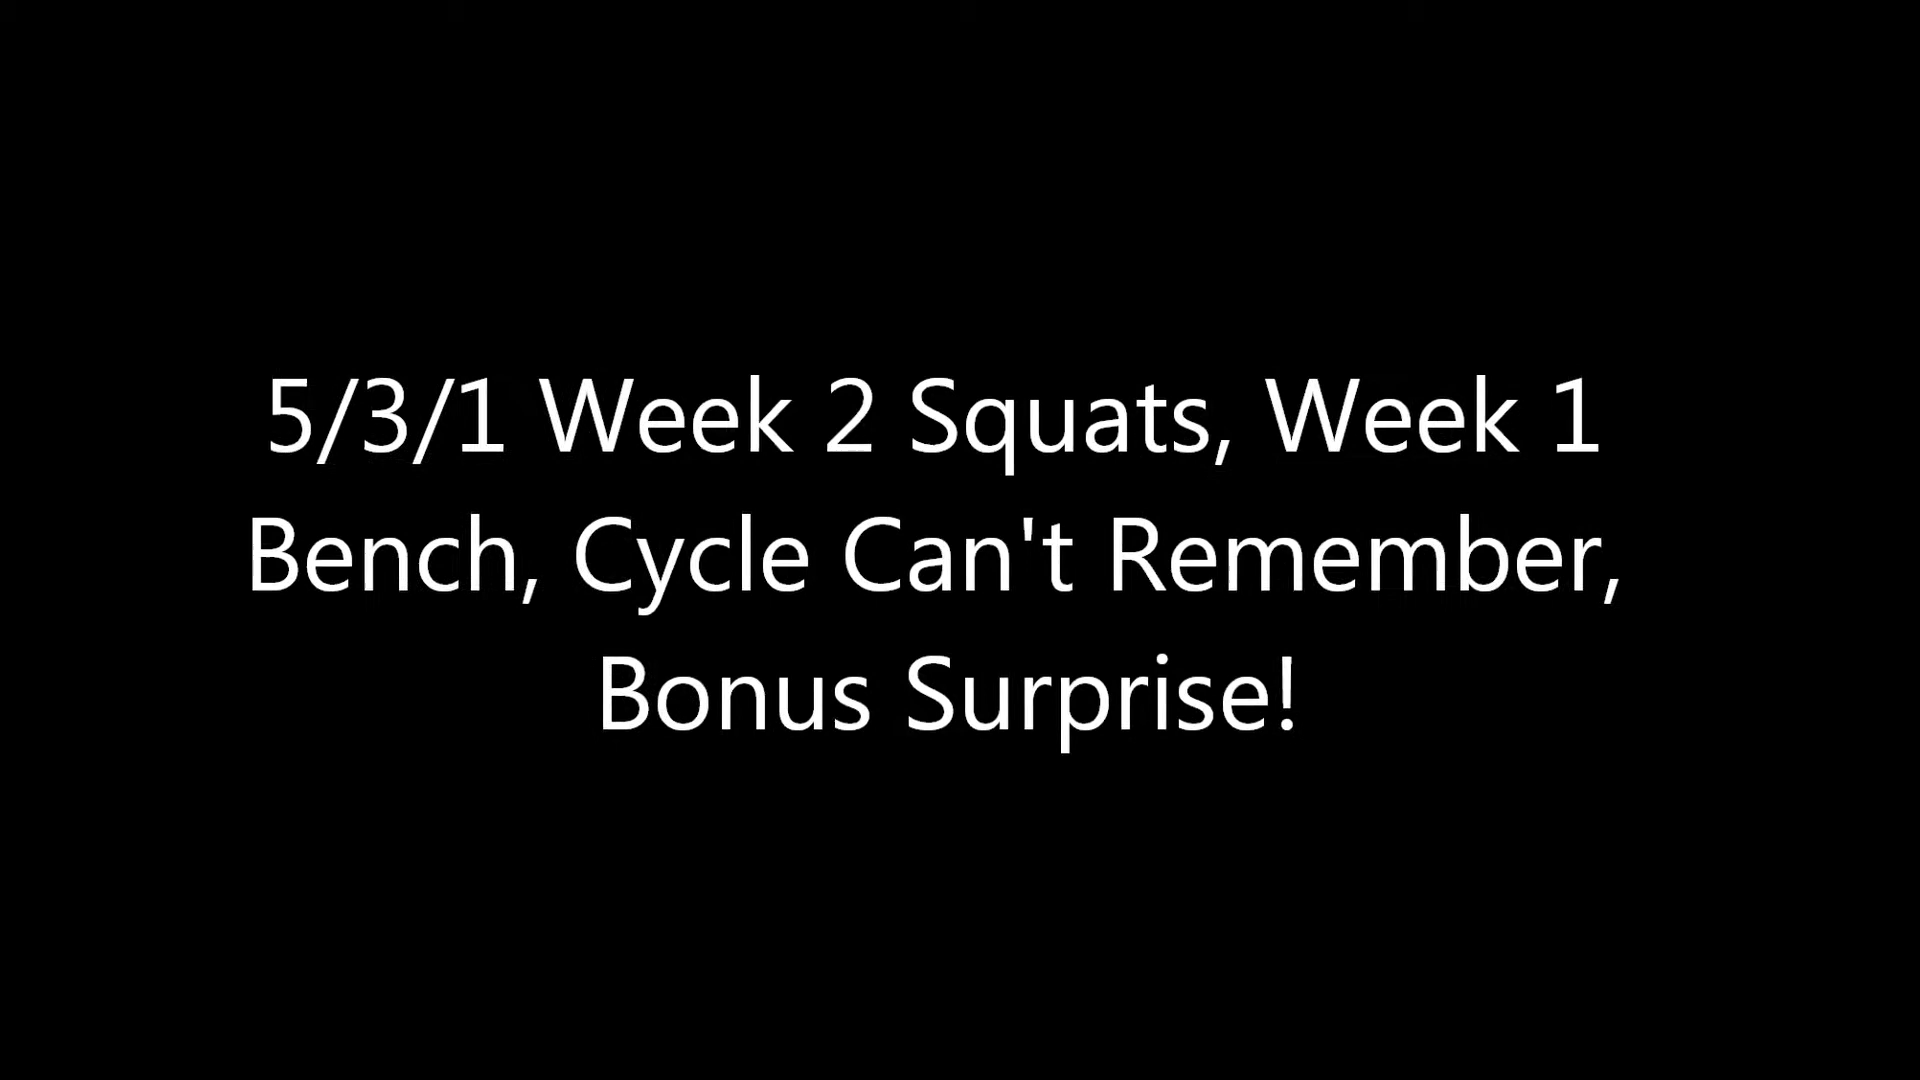 5/3/1 Week 2 Squats, Week 1
Bench, Cycle Can't Remember,
Bonus Surprise!